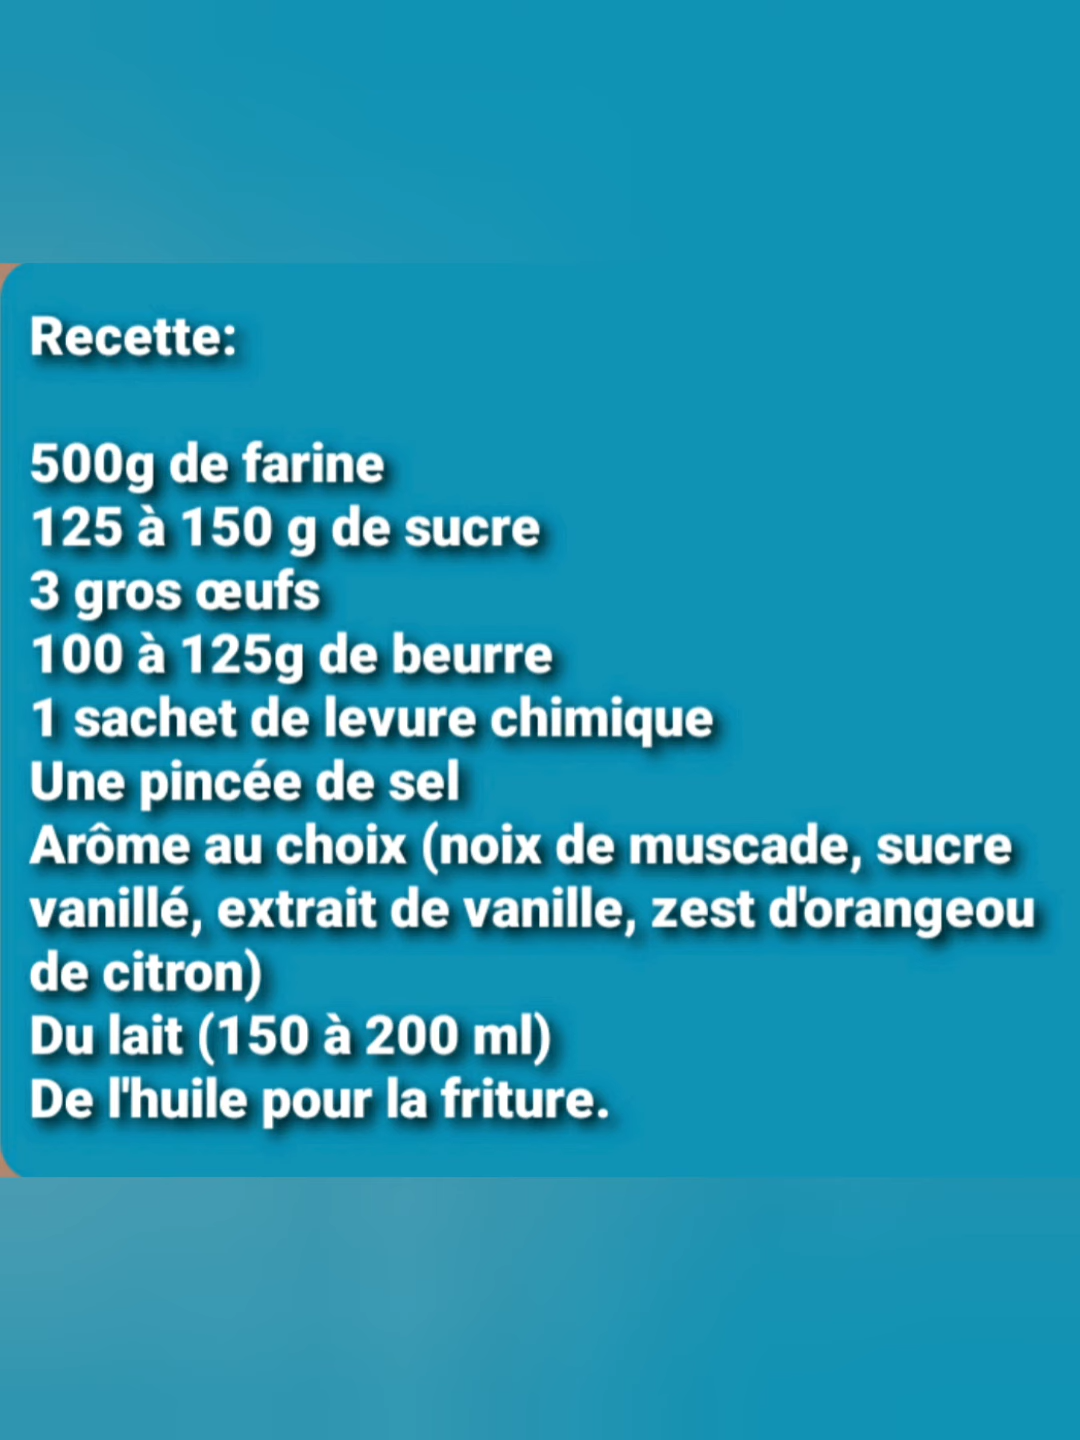 Recette:
500g de farine
125 à 150 g de sucre
3 gros œufs
100 à 125g de beurre
1 sachet de levure chimique
Une pincée de sel
Arôme au choix (noix de muscade, sucre
vanillé, extrait de vanille, zest d'orangeou
de citron)
Du lait (150 à 200 ml)
De l'huile pour la friture.